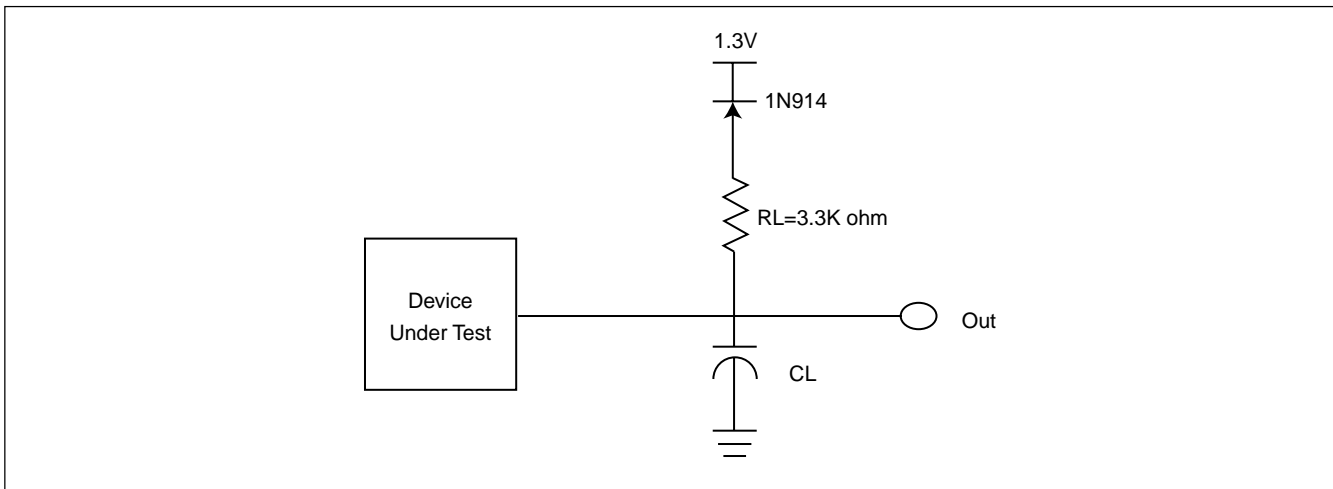 1.3V
1N914
RL=3.3K ohm
Device
Under Test
Out
CL